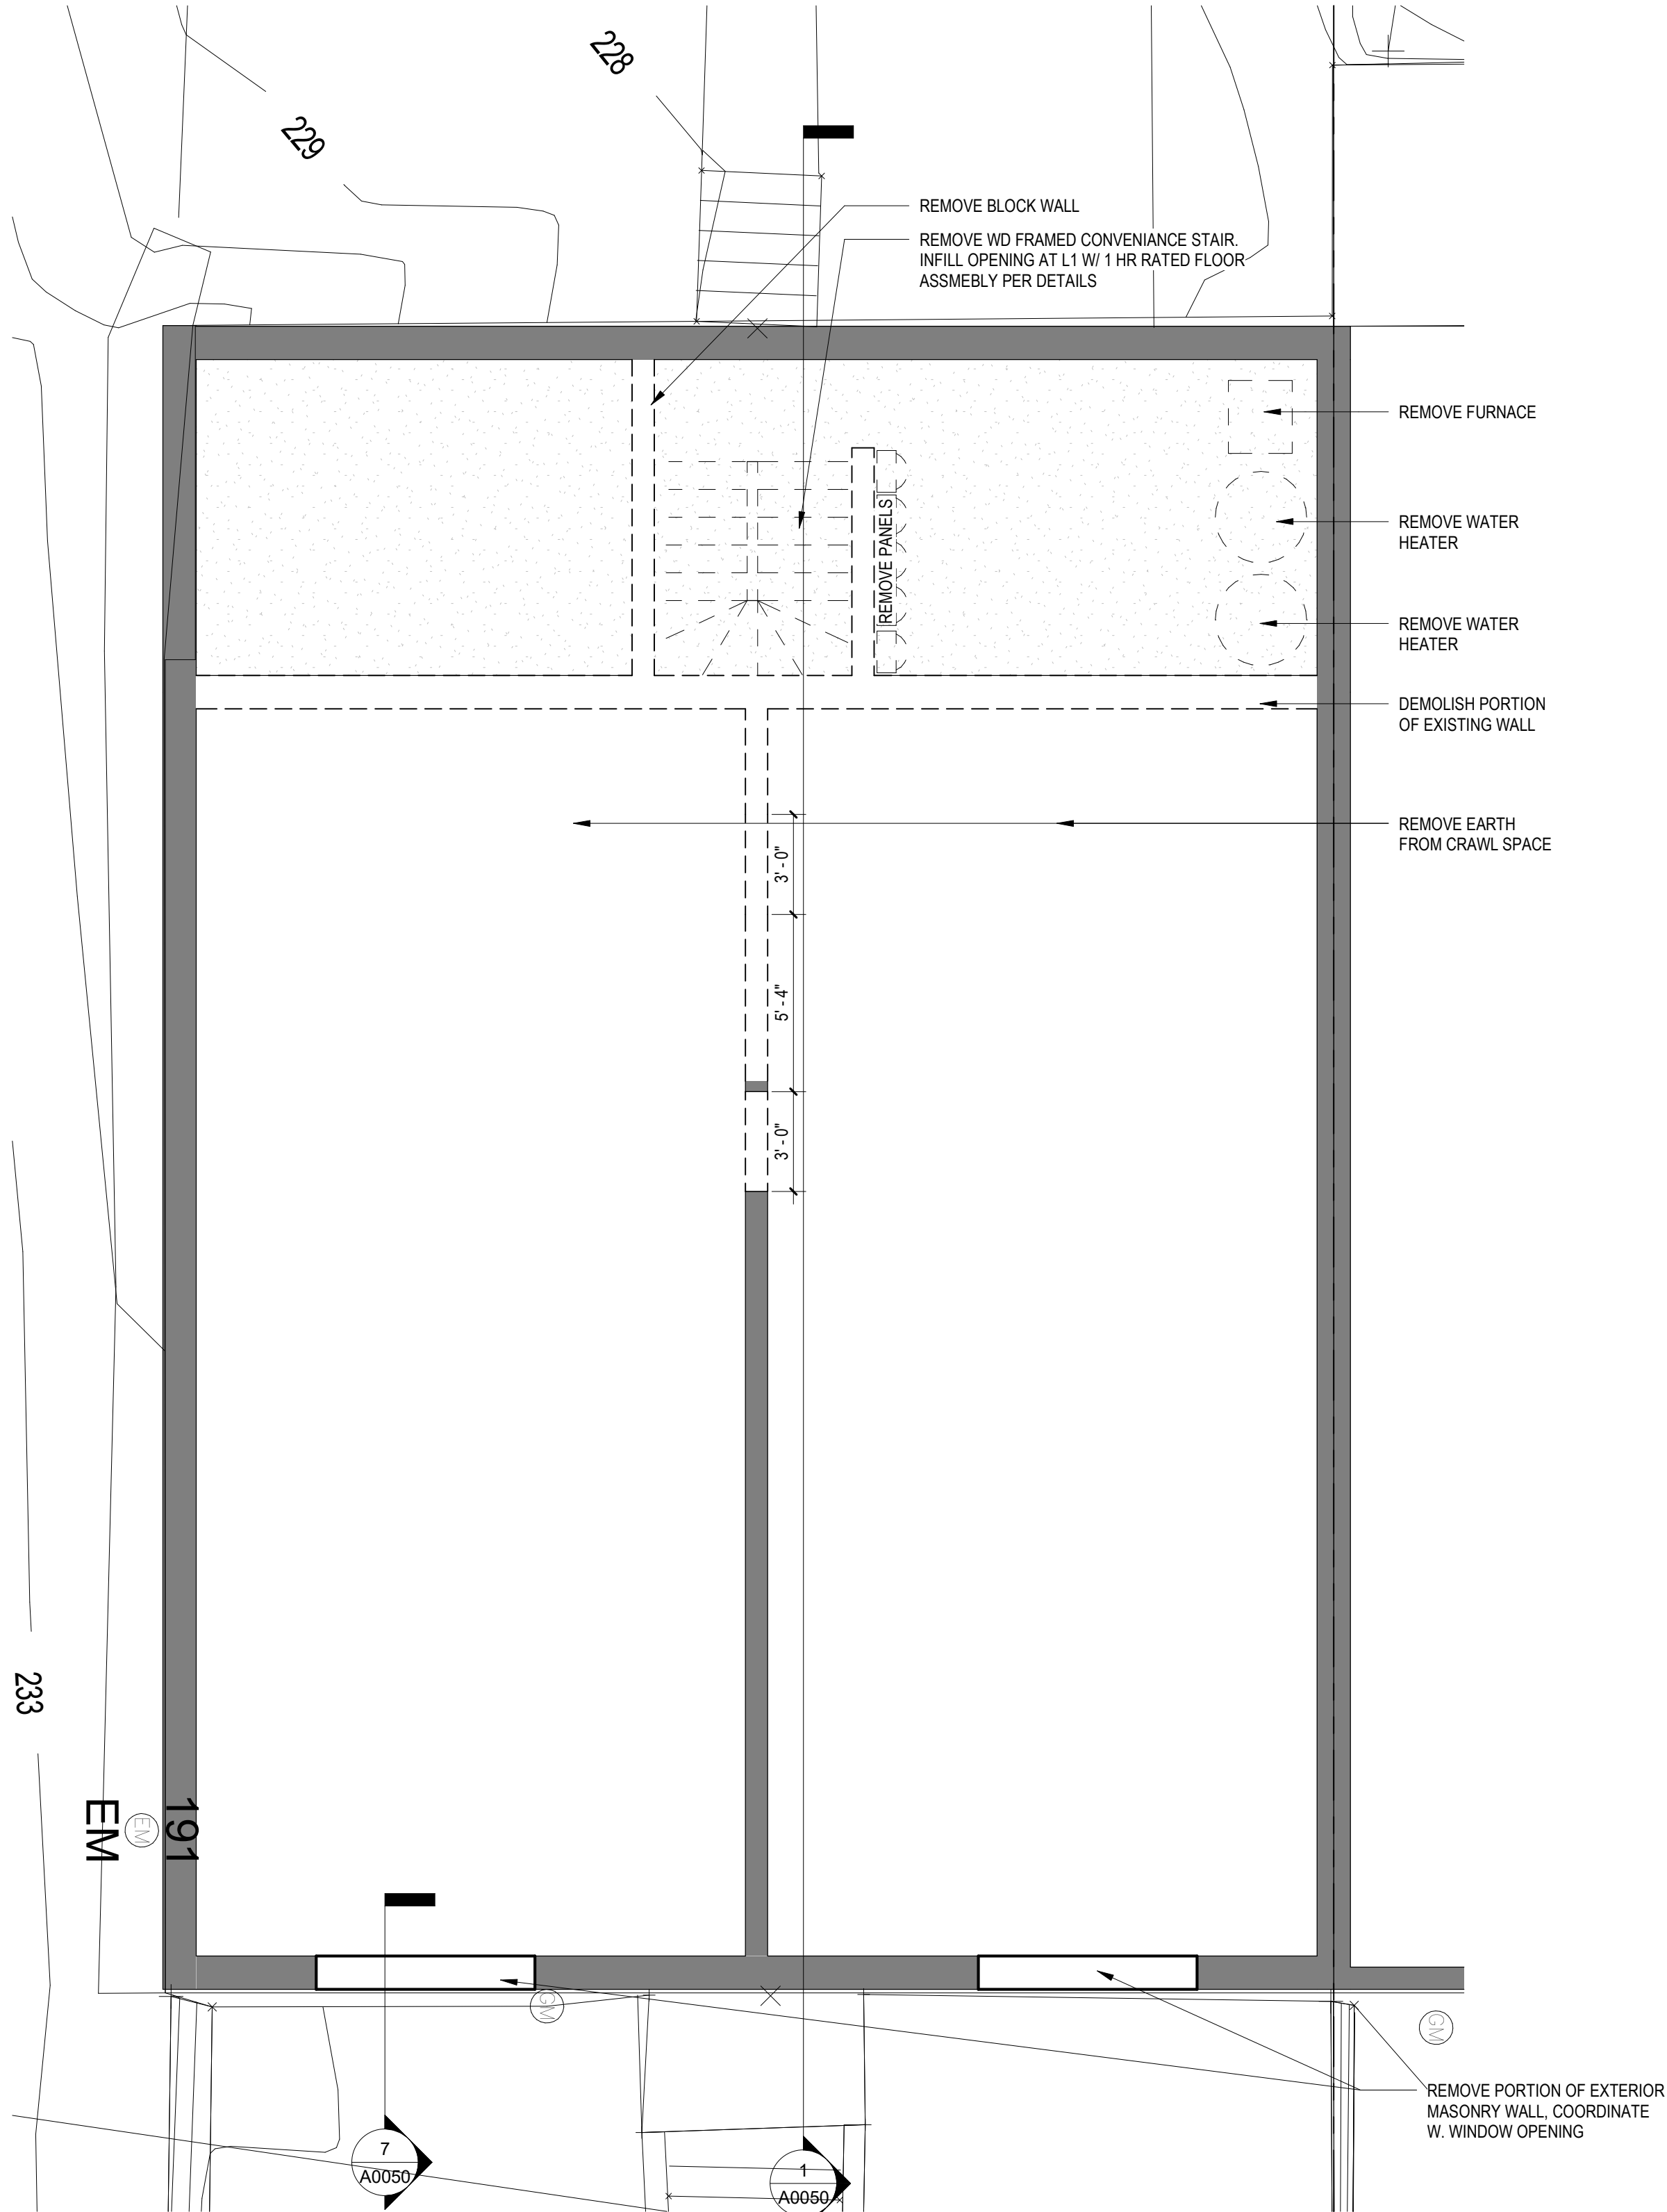 228
229
REMOVE BLOCK WALL
REMOVE WD FRAMED CONVENIANCE STAIR.
INFILL OPENING AT L1 W/ 1 HR RATED FLOOR
ASSMEBLY PER DETAILS
REMOVE FURNACE
REMOVE PANELS
REMOVE WATER
HEATER
REMOVE WATER
HEATER
DEMOLISH PORTION
OF EXISTING WALL
REMOVE EARTH
FROM CRAWL SPACE
3' - 0"
5' - 4"
3' - 0"
233
EM
EM
191
GM
GM
REMOVE PORTION OF EXTERIOR
MASONRY WALL, COORDINATE
W. WINDOW OPENING
7
A0050
1
A0050